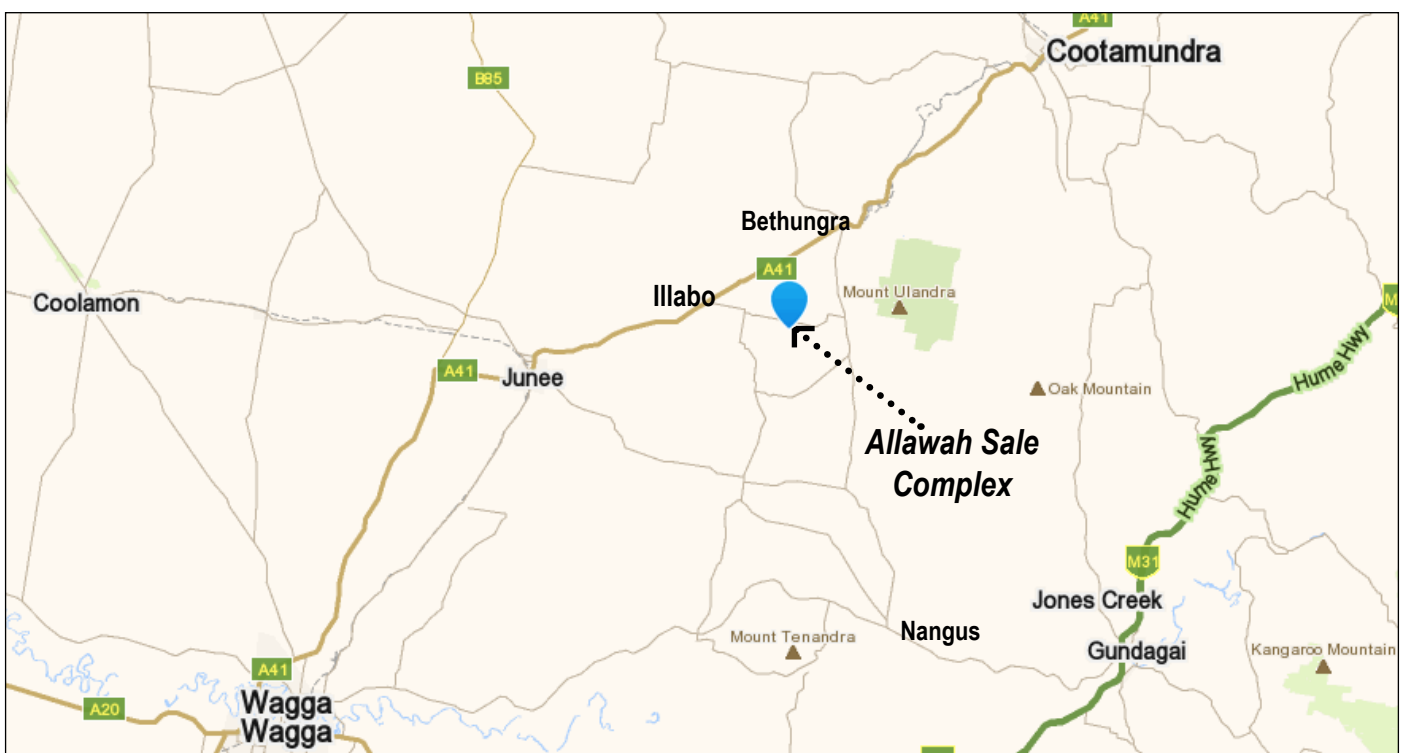 A41
Cootamundra
B85
Bethungra
A41
Mount Ulandra
Illabo
Coolamon
M
Hume Hwy
A41
Junee
Oak Mountain
Allawah Sale
Complex
Hume Hwy
M31
Jones Creek
Nangus
Mount Tenandra
Gundagai
Kangaroo Mountain
A41
Wagga
Wagga
A20